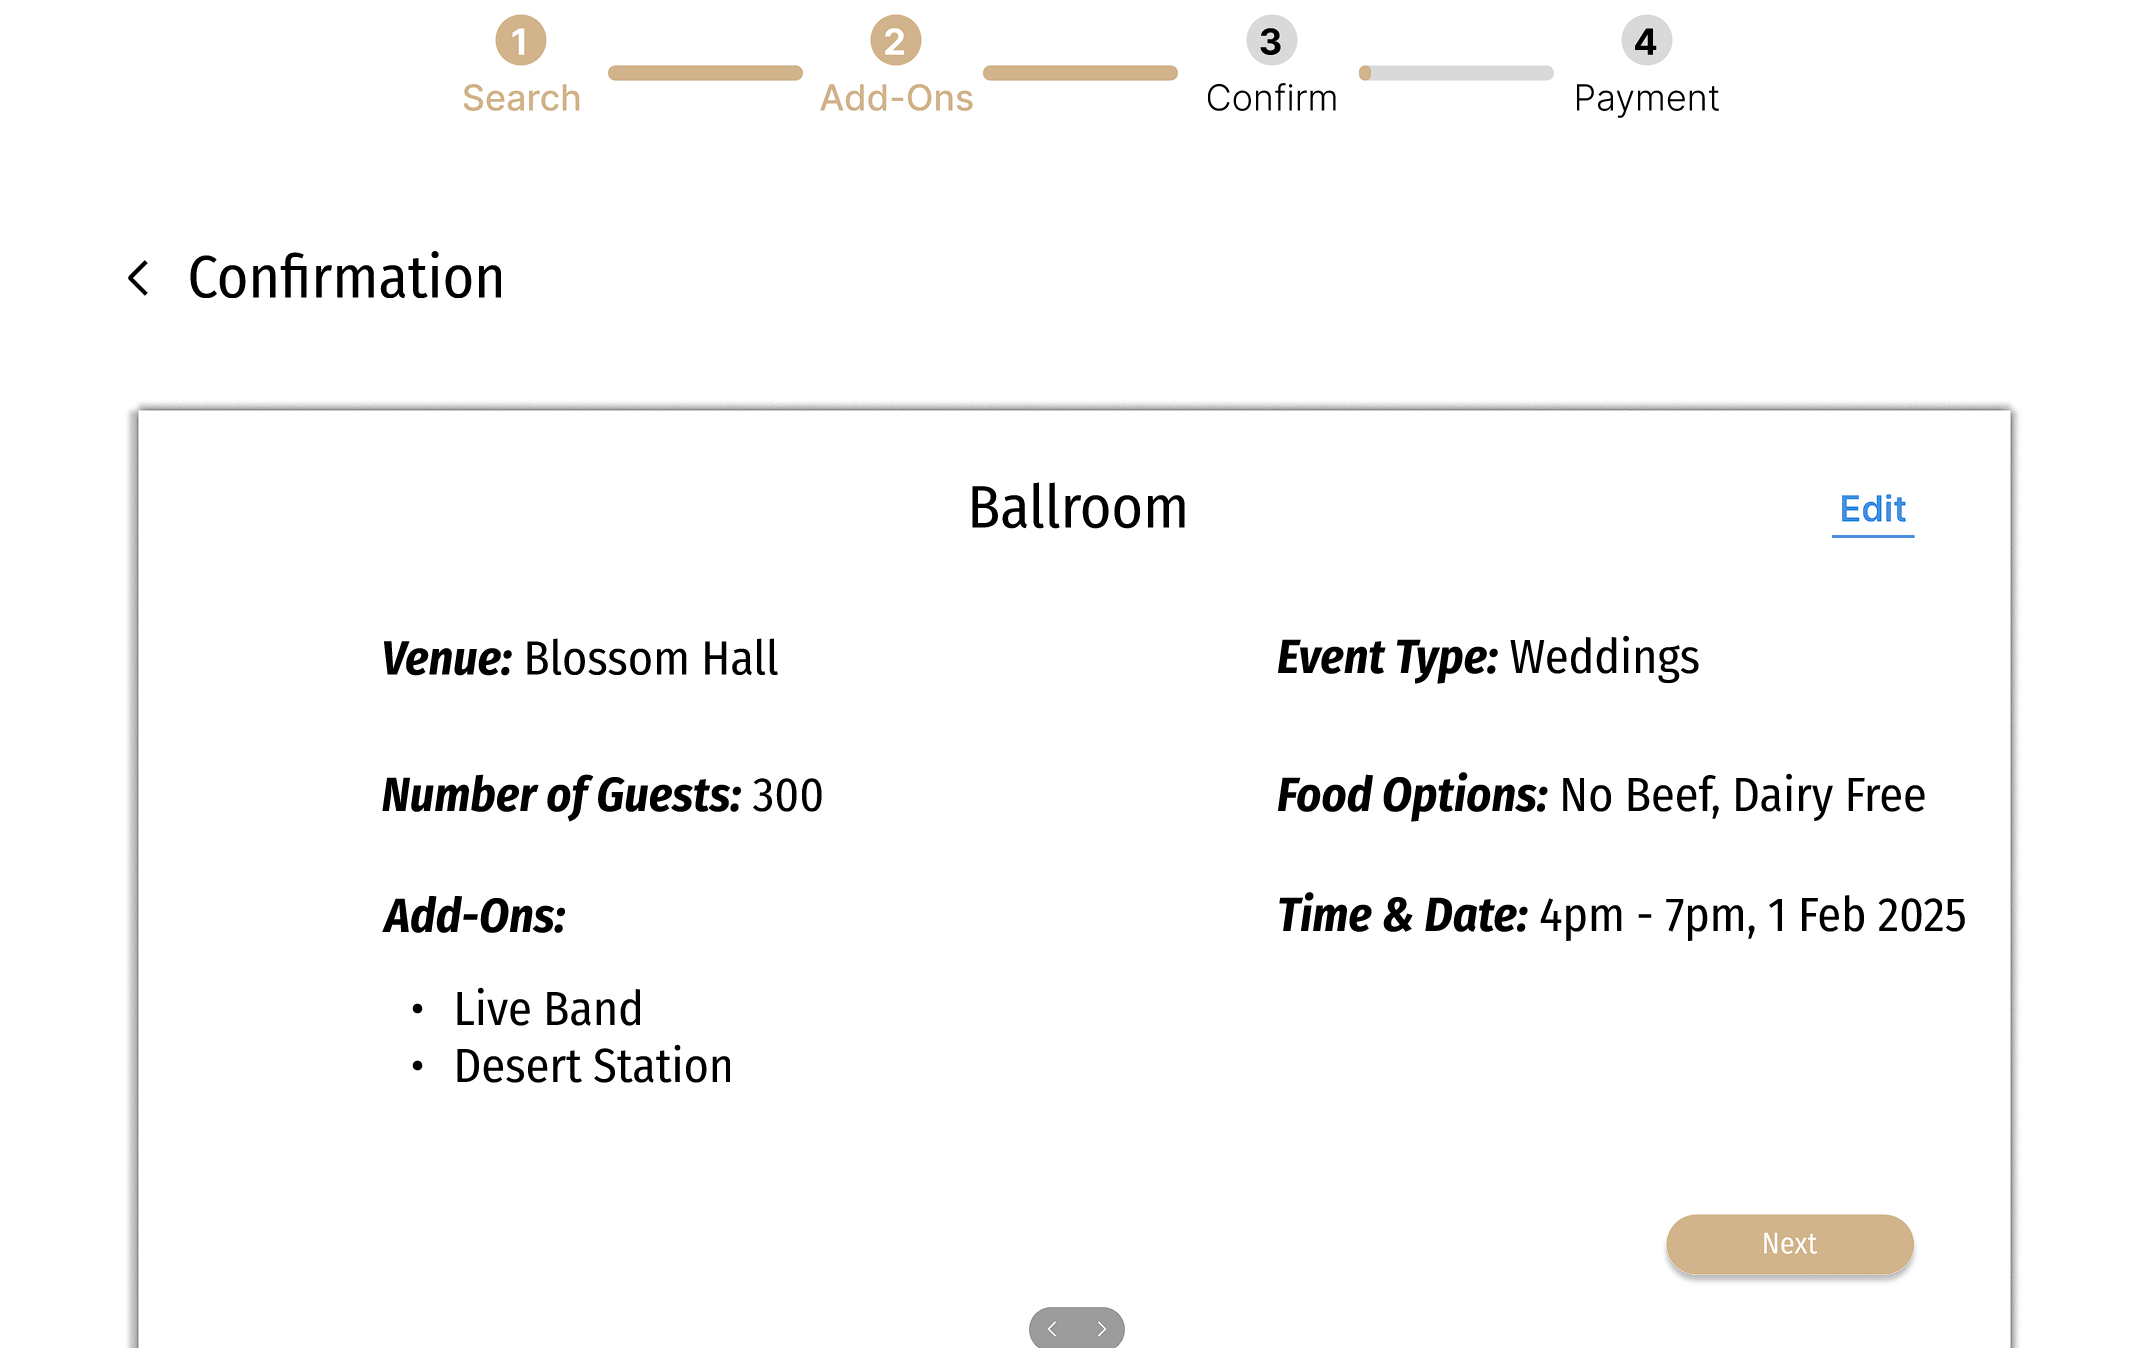 1 2 3 4
Search Add-Ons Confirm Payment
Confirmation
Ballroom Edit
Venue: Blossom Hall
Event Type: Weddings
Number of Guests: 300
Food Options: No Beef, Dairy Free
Add-Ons:
Time & Date: 4pm - 7pm, 1 Feb 2025
• Live Band
• Desert Station
Next